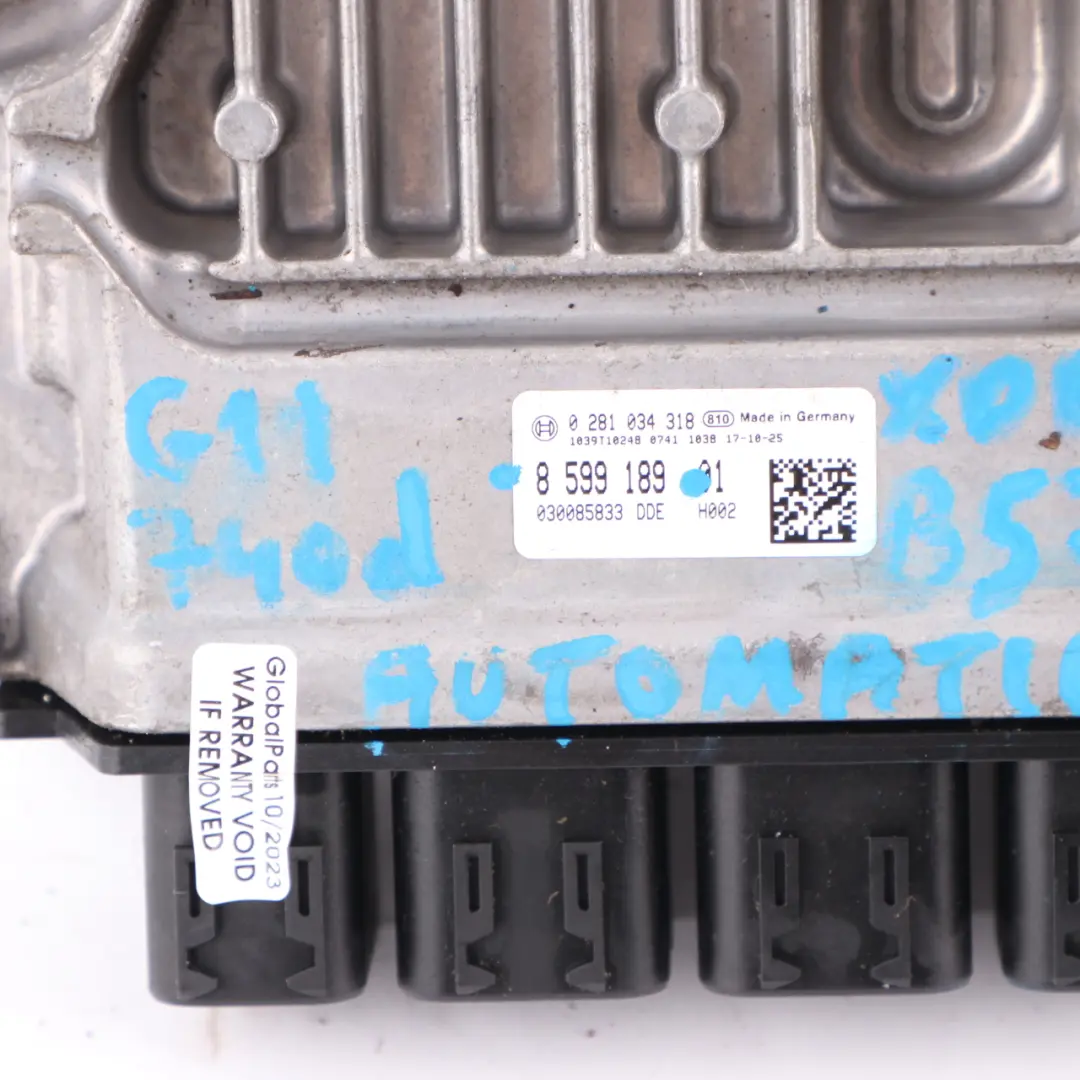 G11
740d
0 281 034 318 810 Made in Germany
1039T10248 0741 1038 17-10-25
8 599 189 01
030085833 DDE H002
AUTOMATIC
GlobalParts 10/2023
WARRANTY VOID
IF REMOVED